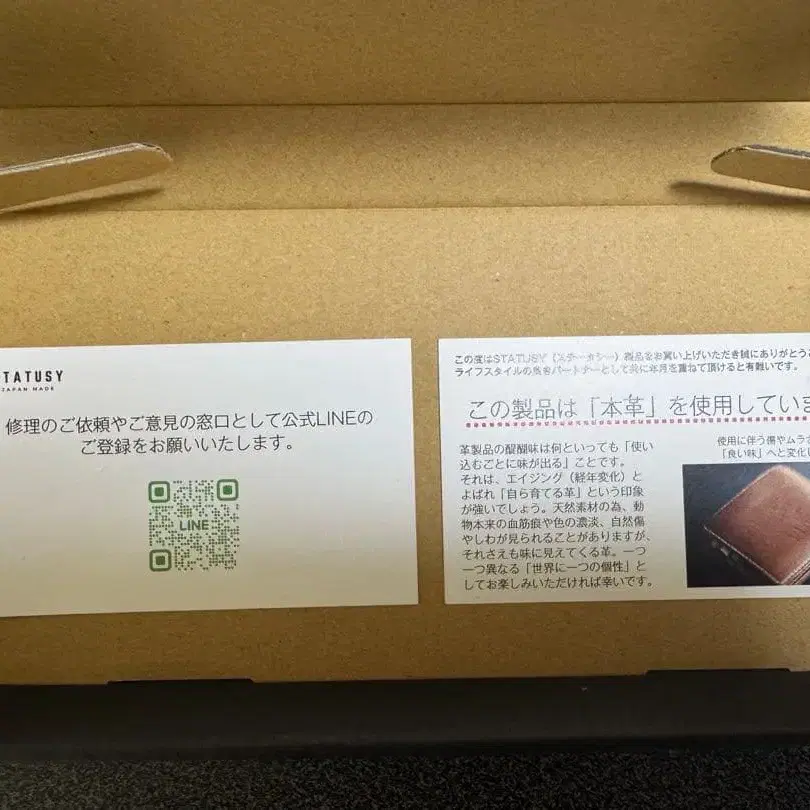 STATUSY
JAPAN MADE
修理のご依頼やご意見の窓口として公式LINEの
ご登録をお願いいたします。
LINE
この度はSTATUSY（ステータシー）製品をお買い上げいただき誠にありがとうご
ライフスタイルの良きパートナーとして共に年月を重ねて頂けると有難いです。
この製品は「本革」を使用していま
革製品の醍醐味は何といっても「使い
込むごとに味が出る」ことです。
それは、エイジング（経年変化）と
よばれ「自ら育てる革」という印象
が強いでしょう。天然素材の為、動
物本来の血筋痕や色の濃淡、自然傷
やしわが見られることがありますが、
それさえも味に見えてくる革。一つ
一つ異なる「世界に一つの個性」と
してお楽しみいただければ幸いです。
使用に伴う傷やムラさ
「良い味」へと変化し